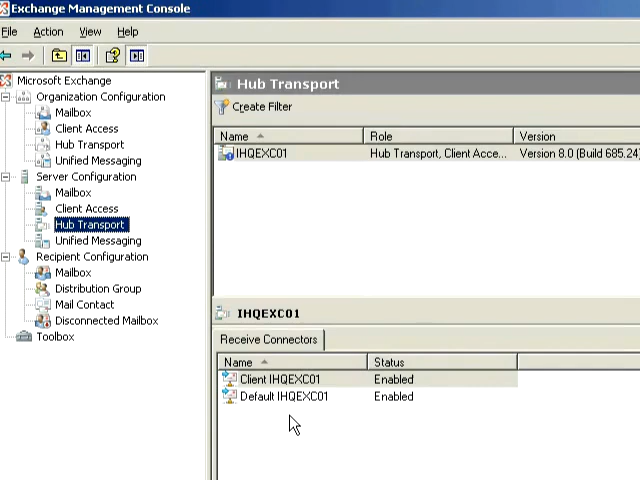 Exchange Management Console
File Action View Help
Microsoft Exchange
Organization Configuration
Mailbox
Client Access
Hub Transport
Unified Messaging
Server Configuration
Mailbox
Client Access
Hub Transport
Unified Messaging
Recipient Configuration
Mailbox
Distribution Group
Mail Contact
Disconnected Mailbox
Toolbox
Hub Transport
Create Filter
Name Role Version
IHQEXC01 Hub Transport, Client Acce... Version 8.0 (Build 685.24
IHQEXC01
Receive Connectors
Name Status
Client IHQEXC01 Enabled
Default IHQEXC01 Enabled